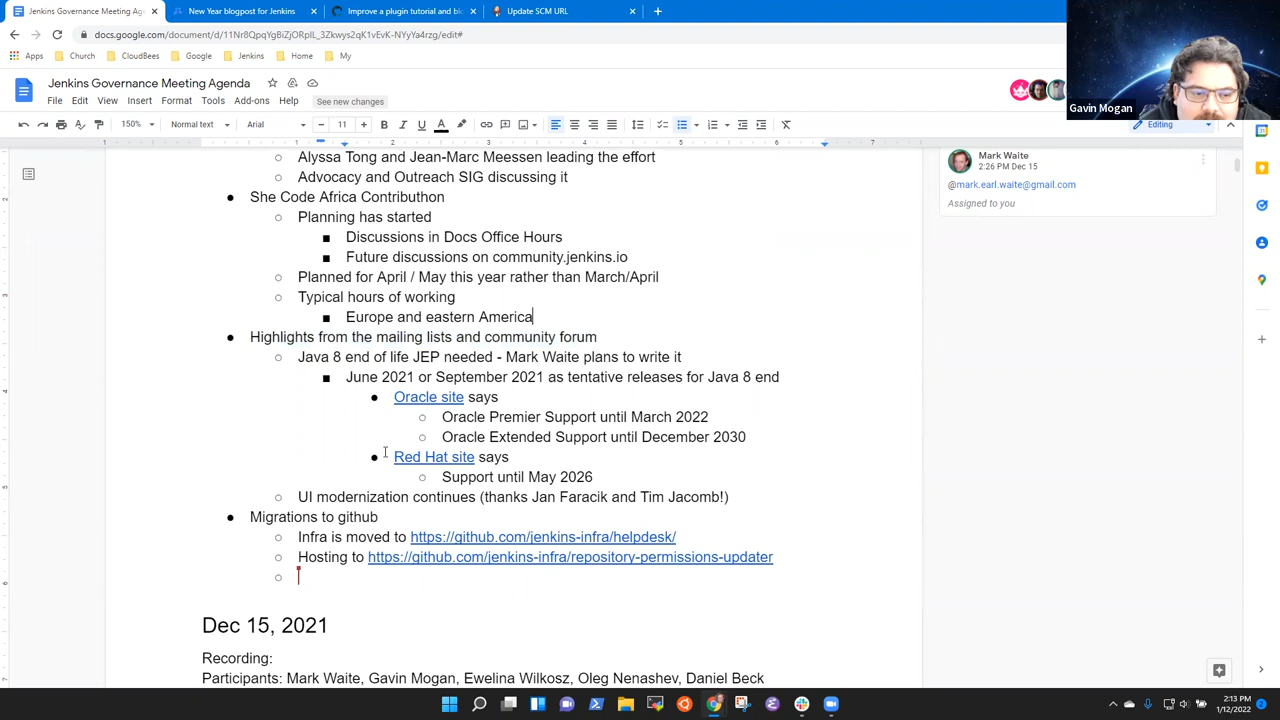 Jenkins Governance Meeting Age
New Year blogpost for Jenkins
Improve a plugin tutorial and blo
Update SCM URL
docs.google.com/document/d/11Nr8QpqYgBiZjORpIL_3Zkwys2qK1vEvK-NYyYa4rzg/edit#
Apps
Church
CloudBees
Google
Jenkins
Home
My
Jenkins Governance Meeting Agenda
File Edit View Insert Format Tools Add-ons Help
See new changes
150%
Normal text
Arial
11
Editing
Gavin Mogan
Alyssa Tong and Jean-Marc Meessen leading the effort
Advocacy and Outreach SIG discussing it
She Code Africa Contributhon
Planning has started
Discussions in Docs Office Hours
Future discussions on community.jenkins.io
Planned for April / May this year rather than March/April
Typical hours of working
Europe and eastern America
Highlights from the mailing lists and community forum
Java 8 end of life JEP needed - Mark Waite plans to write it
June 2021 or September 2021 as tentative releases for Java 8 end
Oracle site says
Oracle Premier Support until March 2022
Oracle Extended Support until December 2030
Red Hat site says
Support until May 2026
UI modernization continues (thanks Jan Faracik and Tim Jacomb!)
Migrations to github
Infra is moved to https://github.com/jenkins-infra/helpdesk/
Hosting to https://github.com/jenkins-infra/repository-permissions-updater
Dec 15, 2021
Recording:
Participants: Mark Waite, Gavin Mogan, Ewelina Wilkosz, Oleg Nenashev, Daniel Beck
Mark Waite
2:26 PM Dec 15
@mark.earl.waite@gmail.com
Assigned to you
2:13 PM
1/12/2022